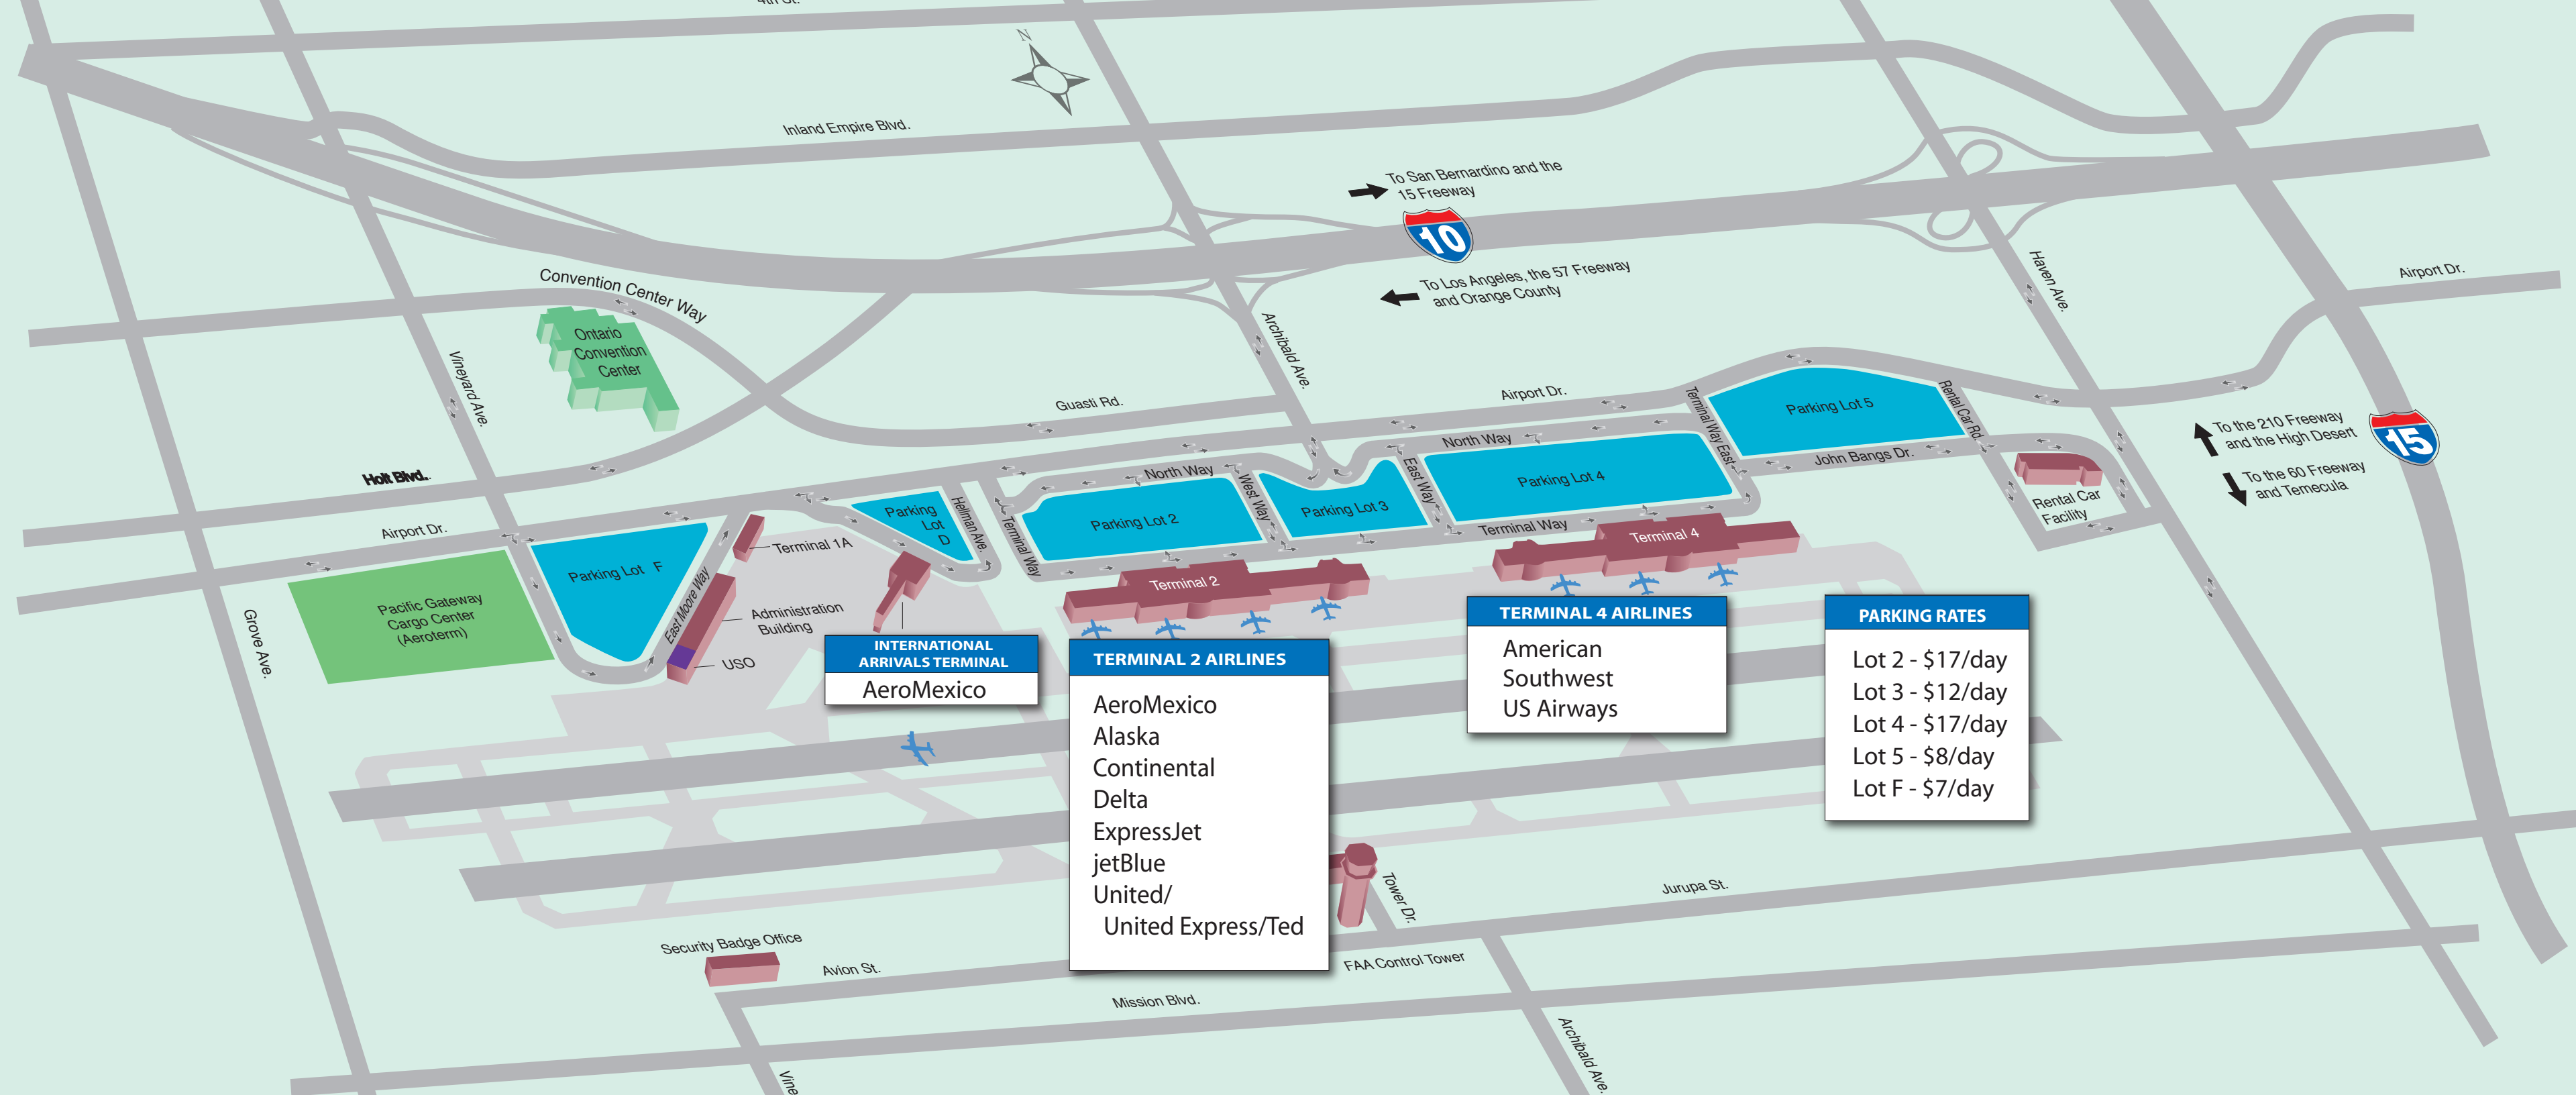 4th St.
N
Inland Empire Blvd.
To San Bernardino and the
15 Freeway
10
To Los Angeles, the 57 Freeway
and Orange County
Convention Center Way
Ontario
Convention
Center
Vineyard Ave.
Archibald Ave.
Haven Ave.
Airport Dr.
Guasti Rd.
Airport Dr.
Terminal Way East
Parking Lot 5
Rental Car Rd.
To the 210 Freeway
and the High Desert
15
To the 60 Freeway
and Temecula
Holt Blvd.
North Way
North Way
John Bangs Dr.
West Way
East Way
Parking Lot 4
Parking
Lot
D
Hellman Ave.
Terminal Way
Parking Lot 2
Parking Lot 3
Terminal Way
Rental Car
Facility
Airport Dr.
Parking Lot F
Terminal 1A
Terminal 2
Terminal 4
Pacific Gateway
Cargo Center
(Aeroterm)
East Moore Way
Administration
Building
USO
Grove Ave.
INTERNATIONAL
ARRIVALS TERMINAL
AeroMexico
TERMINAL 2 AIRLINES
AeroMexico
Alaska
Continental
Delta
ExpressJet
jetBlue
United/
United Express/Ted
TERMINAL 4 AIRLINES
American
Southwest
US Airways
PARKING RATES
Lot 2 - $17/day
Lot 3 - $12/day
Lot 4 - $17/day
Lot 5 - $8/day
Lot F - $7/day
Tower Dr.
Jurupa St.
Security Badge Office
Avion St.
FAA Control Tower
Mission Blvd.
Archibald Ave.
Vine